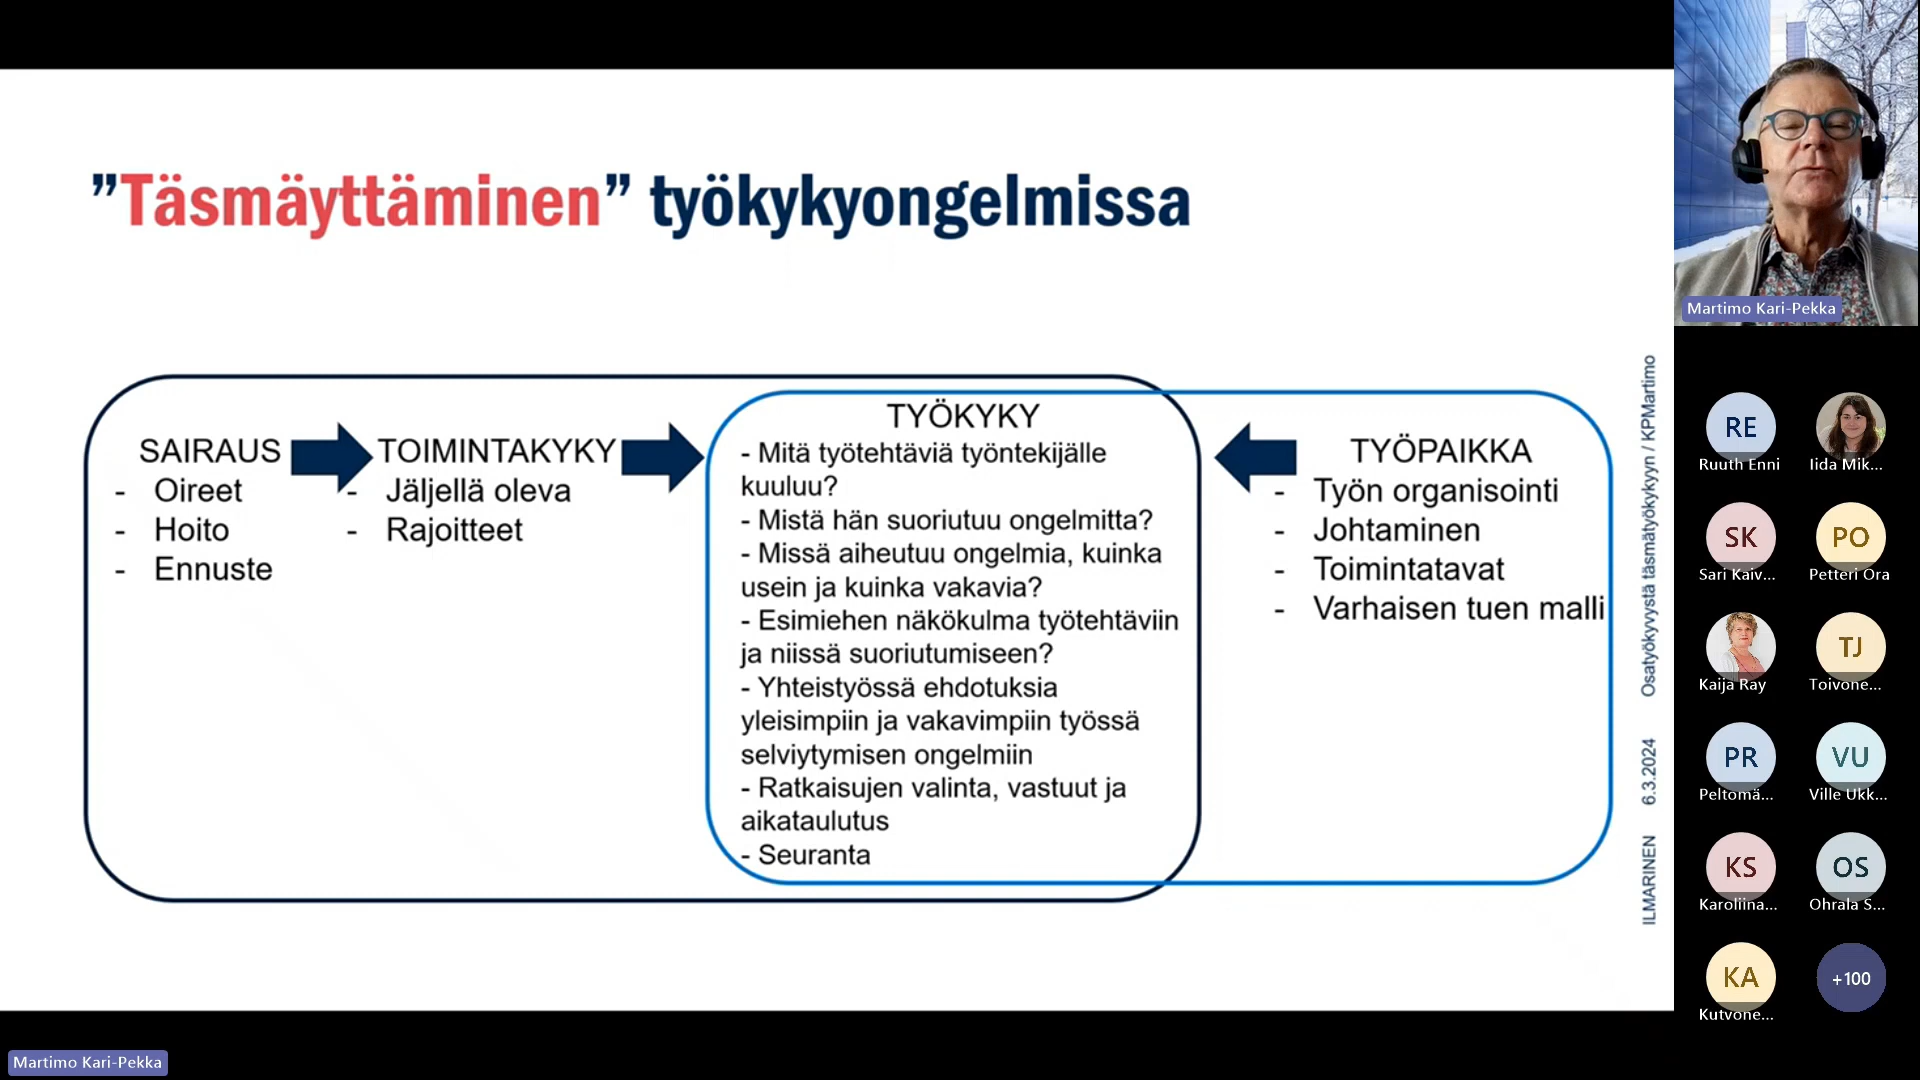 ”Täsmäyttäminen” työkykyongelmissa
SAIRAUS
- Oireet
- Hoito
- Ennuste
TOIMINTAKYKY
- Jäljellä oleva
- Rajoitteet
TYÖKYKY
- Mitä työtehtäviä työntekijälle
kuuluu?
- Mistä hän suoriutuu ongelmitta?
- Missä aiheutuu ongelmia, kuinka
usein ja kuinka vakavia?
- Esimiehen näkökulma työtehtäviin
ja niissä suoriutumiseen?
- Yhteistyössä ehdotuksia
yleisimpiin ja vakavimpiin työssä
selviytymisen ongelmiin
- Ratkaisujen valinta, vastuut ja
aikataulutus
- Seuranta
TYÖPAIKKA
- Työn organisointi
- Johtaminen
- Toimintatavat
- Varhaisen tuen malli
ILMARINEN 6.3.2024 Osatyökyvystä täsmätyökykyyn / KPMartimo
Martimo Kari-Pekka
RE
Ruuth Enni
Iida Mik...
SK
Sari Kaiv...
PO
Petteri Ora
Kaija Ray
TJ
Toivone...
PR
Peltomä...
VU
Ville Ukk...
KS
Karoliina...
OS
Ohrala S...
KA
Kutvone...
+100
Martimo Kari-Pekka